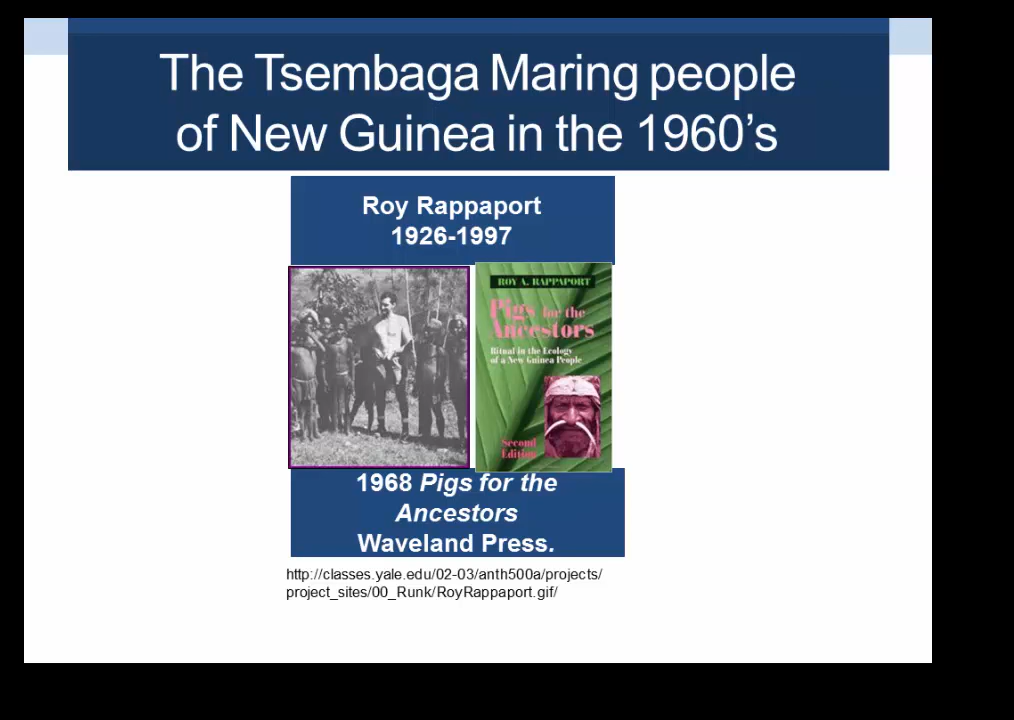 The Tsembaga Maring people
of New Guinea in the 1960's
Roy Rappaport
1926-1997
ROY A. RAPPAPORT
Pigs for the
Ancestors
Ritual in the Ecology
of a New Guinea People
Second
Edition
1968 Pigs for the
Ancestors
Waveland Press.
http://classes.yale.edu/02-03/anth500a/projects/
project_sites/00_Runk/RoyRappaport.gif/